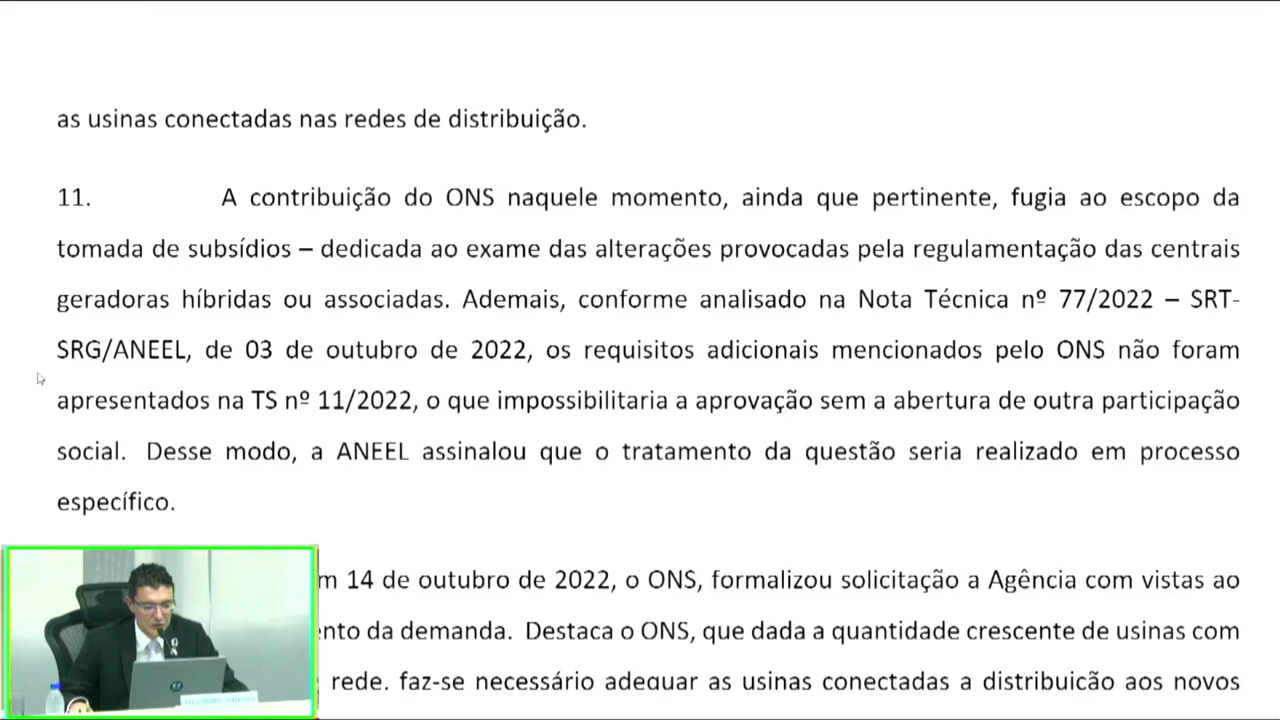 as usinas conectadas nas redes de distribuição.
11. A contribuição do ONS naquele momento, ainda que pertinente, fugia ao escopo da
tomada de subsídios – dedicada ao exame das alterações provocadas pela regulamentação das centrais
geradoras híbridas ou associadas. Ademais, conforme analisado na Nota Técnica nº 77/2022 – SRT-
SRG/ANEEL, de 03 de outubro de 2022, os requisitos adicionais mencionados pelo ONS não foram
apresentados na TS nº 11/2022, o que impossibilitaria a aprovação sem a abertura de outra participação
social. Desse modo, a ANEEL assinalou que o tratamento da questão seria realizado em processo
específico.
m 14 de outubro de 2022, o ONS, formalizou solicitação a Agência com vistas ao
ento da demanda. Destaca o ONS, que dada a quantidade crescente de usinas com
rede, faz-se necessário adequar as usinas conectadas a distribuição aos novos